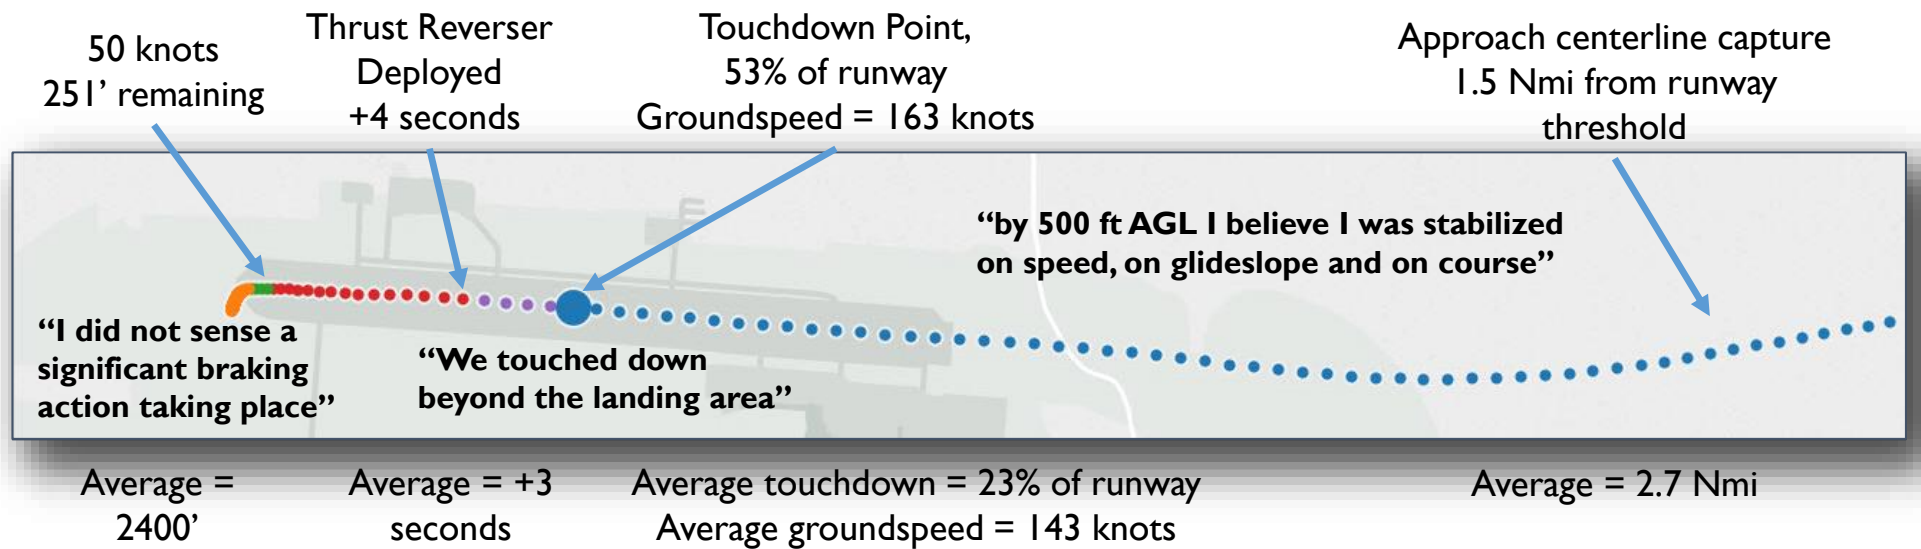 50 knots
251’ remaining
Thrust Reverser
Deployed
+4 seconds
Touchdown Point,
53% of runway
Groundspeed = 163 knots
Approach centerline capture
1.5 Nmi from runway
threshold
“by 500 ft AGL I believe I was stabilized
on speed, on glideslope and on course”
“I did not sense a
significant braking
action taking place”
“We touched down
beyond the landing area”
Average =
2400’
Average = +3
seconds
Average touchdown = 23% of runway
Average groundspeed = 143 knots
Average = 2.7 Nmi